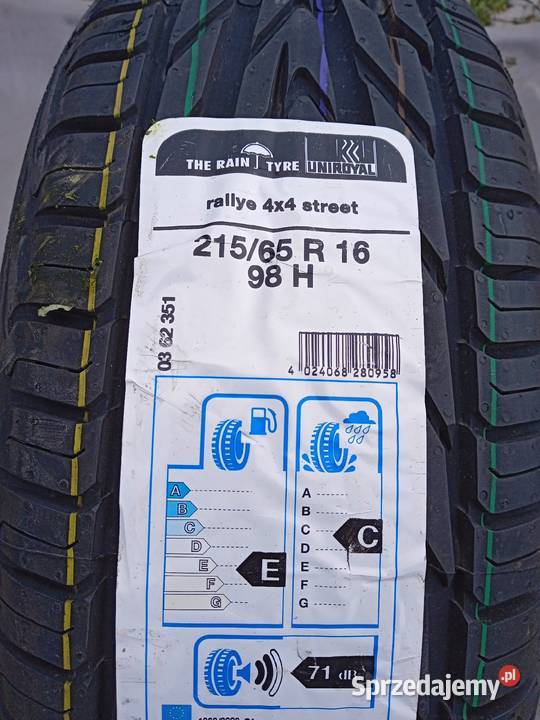 THE RAIN TYRE UNIROYAL
rallye 4x4 street
215/65 R 16
98 H
03 62 351
4 024068 280958
A
B
C
D
E
F
G
E
A
B
C
D
E
F
G
C
71 dB
Sprzedajemy.pl